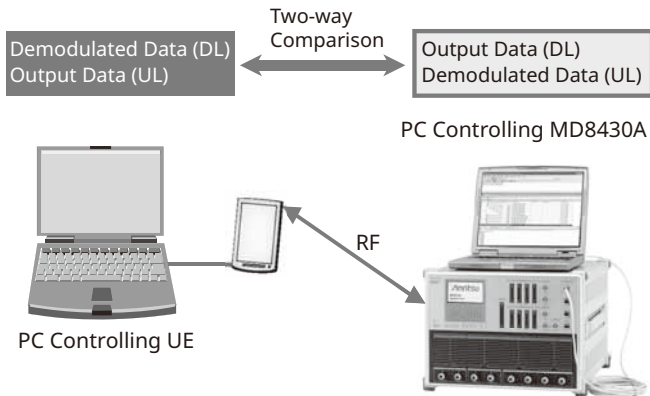 Two-way
Comparison
Demodulated Data (DL)
Output Data (UL)
Output Data (DL)
Demodulated Data (UL)
PC Controlling MD8430A
RF
Anritsu
PC Controlling UE